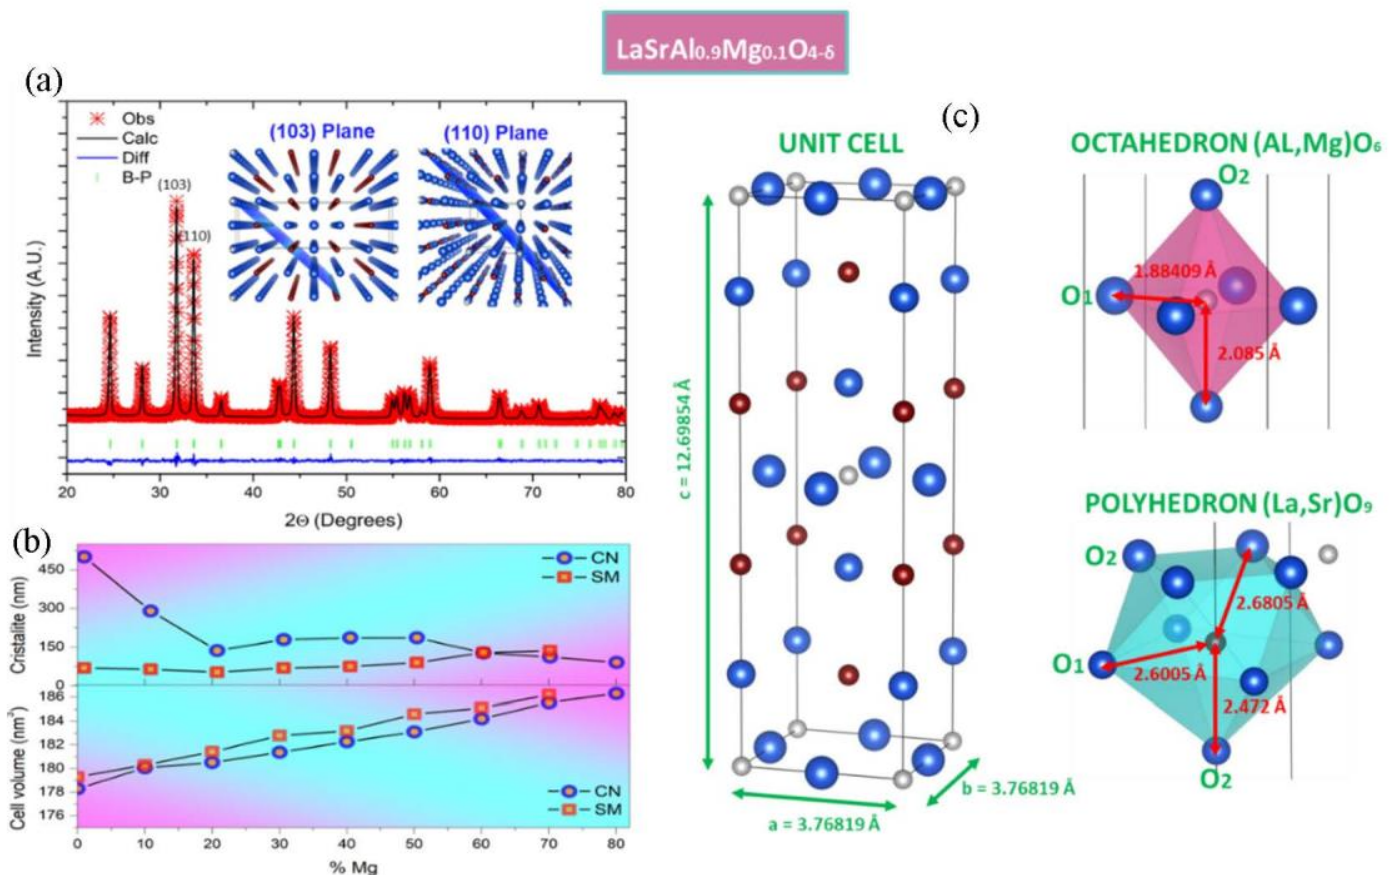 LaSrAl0.9Mg0.1O4-δ
(a)
Obs
Calc
Diff
B-P
(103)
110)
(103) Plane
(110) Plane
Intensity (A.U.)
20 30 40 50 60 70 80
2Θ (Degrees)
(b)
CN
SM
Cristalite (nm)
450
300
150
0
Cell volume (nm³)
186
184
182
180
178
176
CN
SM
0 10 20 30 40 50 60 70 80
% Mg
(c)
UNIT CELL
c = 12.69854 Å
a = 3.76819 Å
b = 3.76819 Å
OCTAHEDRON (AL,Mg)O6
O2
1.88409 Å
O1
2.085 Å
POLYHEDRON (La,Sr)O9
O2
2.6805 Å
O1
2.6005 Å
2.472 Å
O2